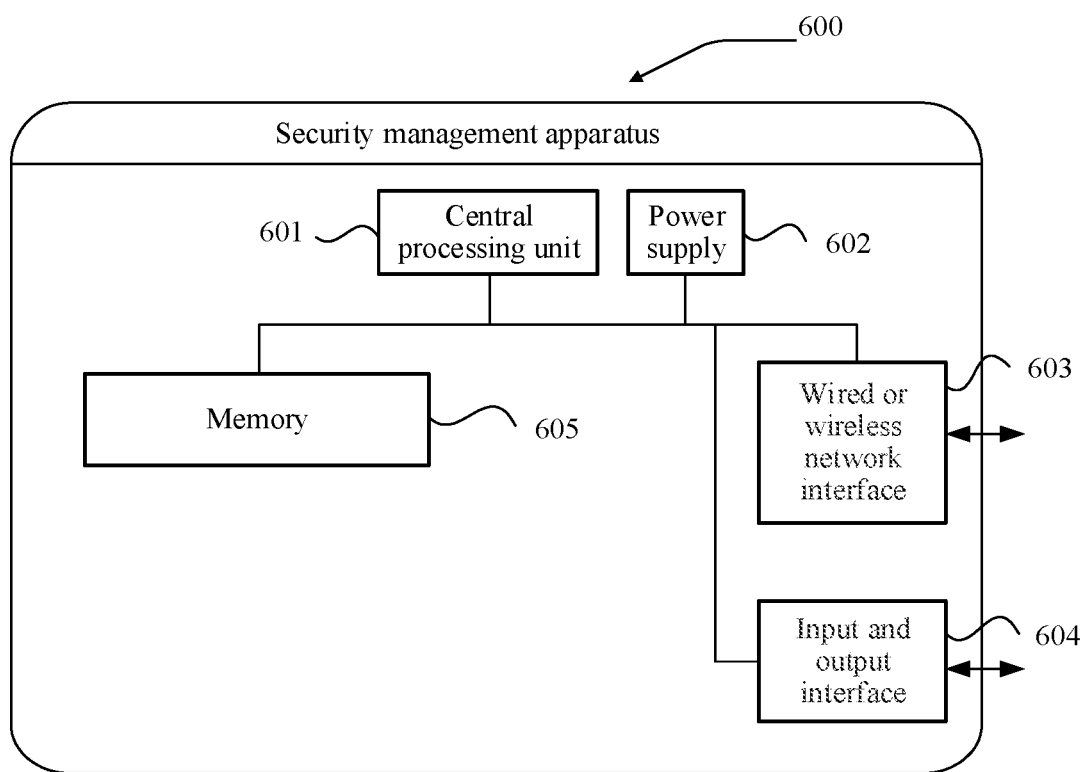 600
Security management apparatus
601
Central
processing unit
Power
supply
602
603
Wired or
wireless
network
interface
Memory
605
604
Input and
output
interface